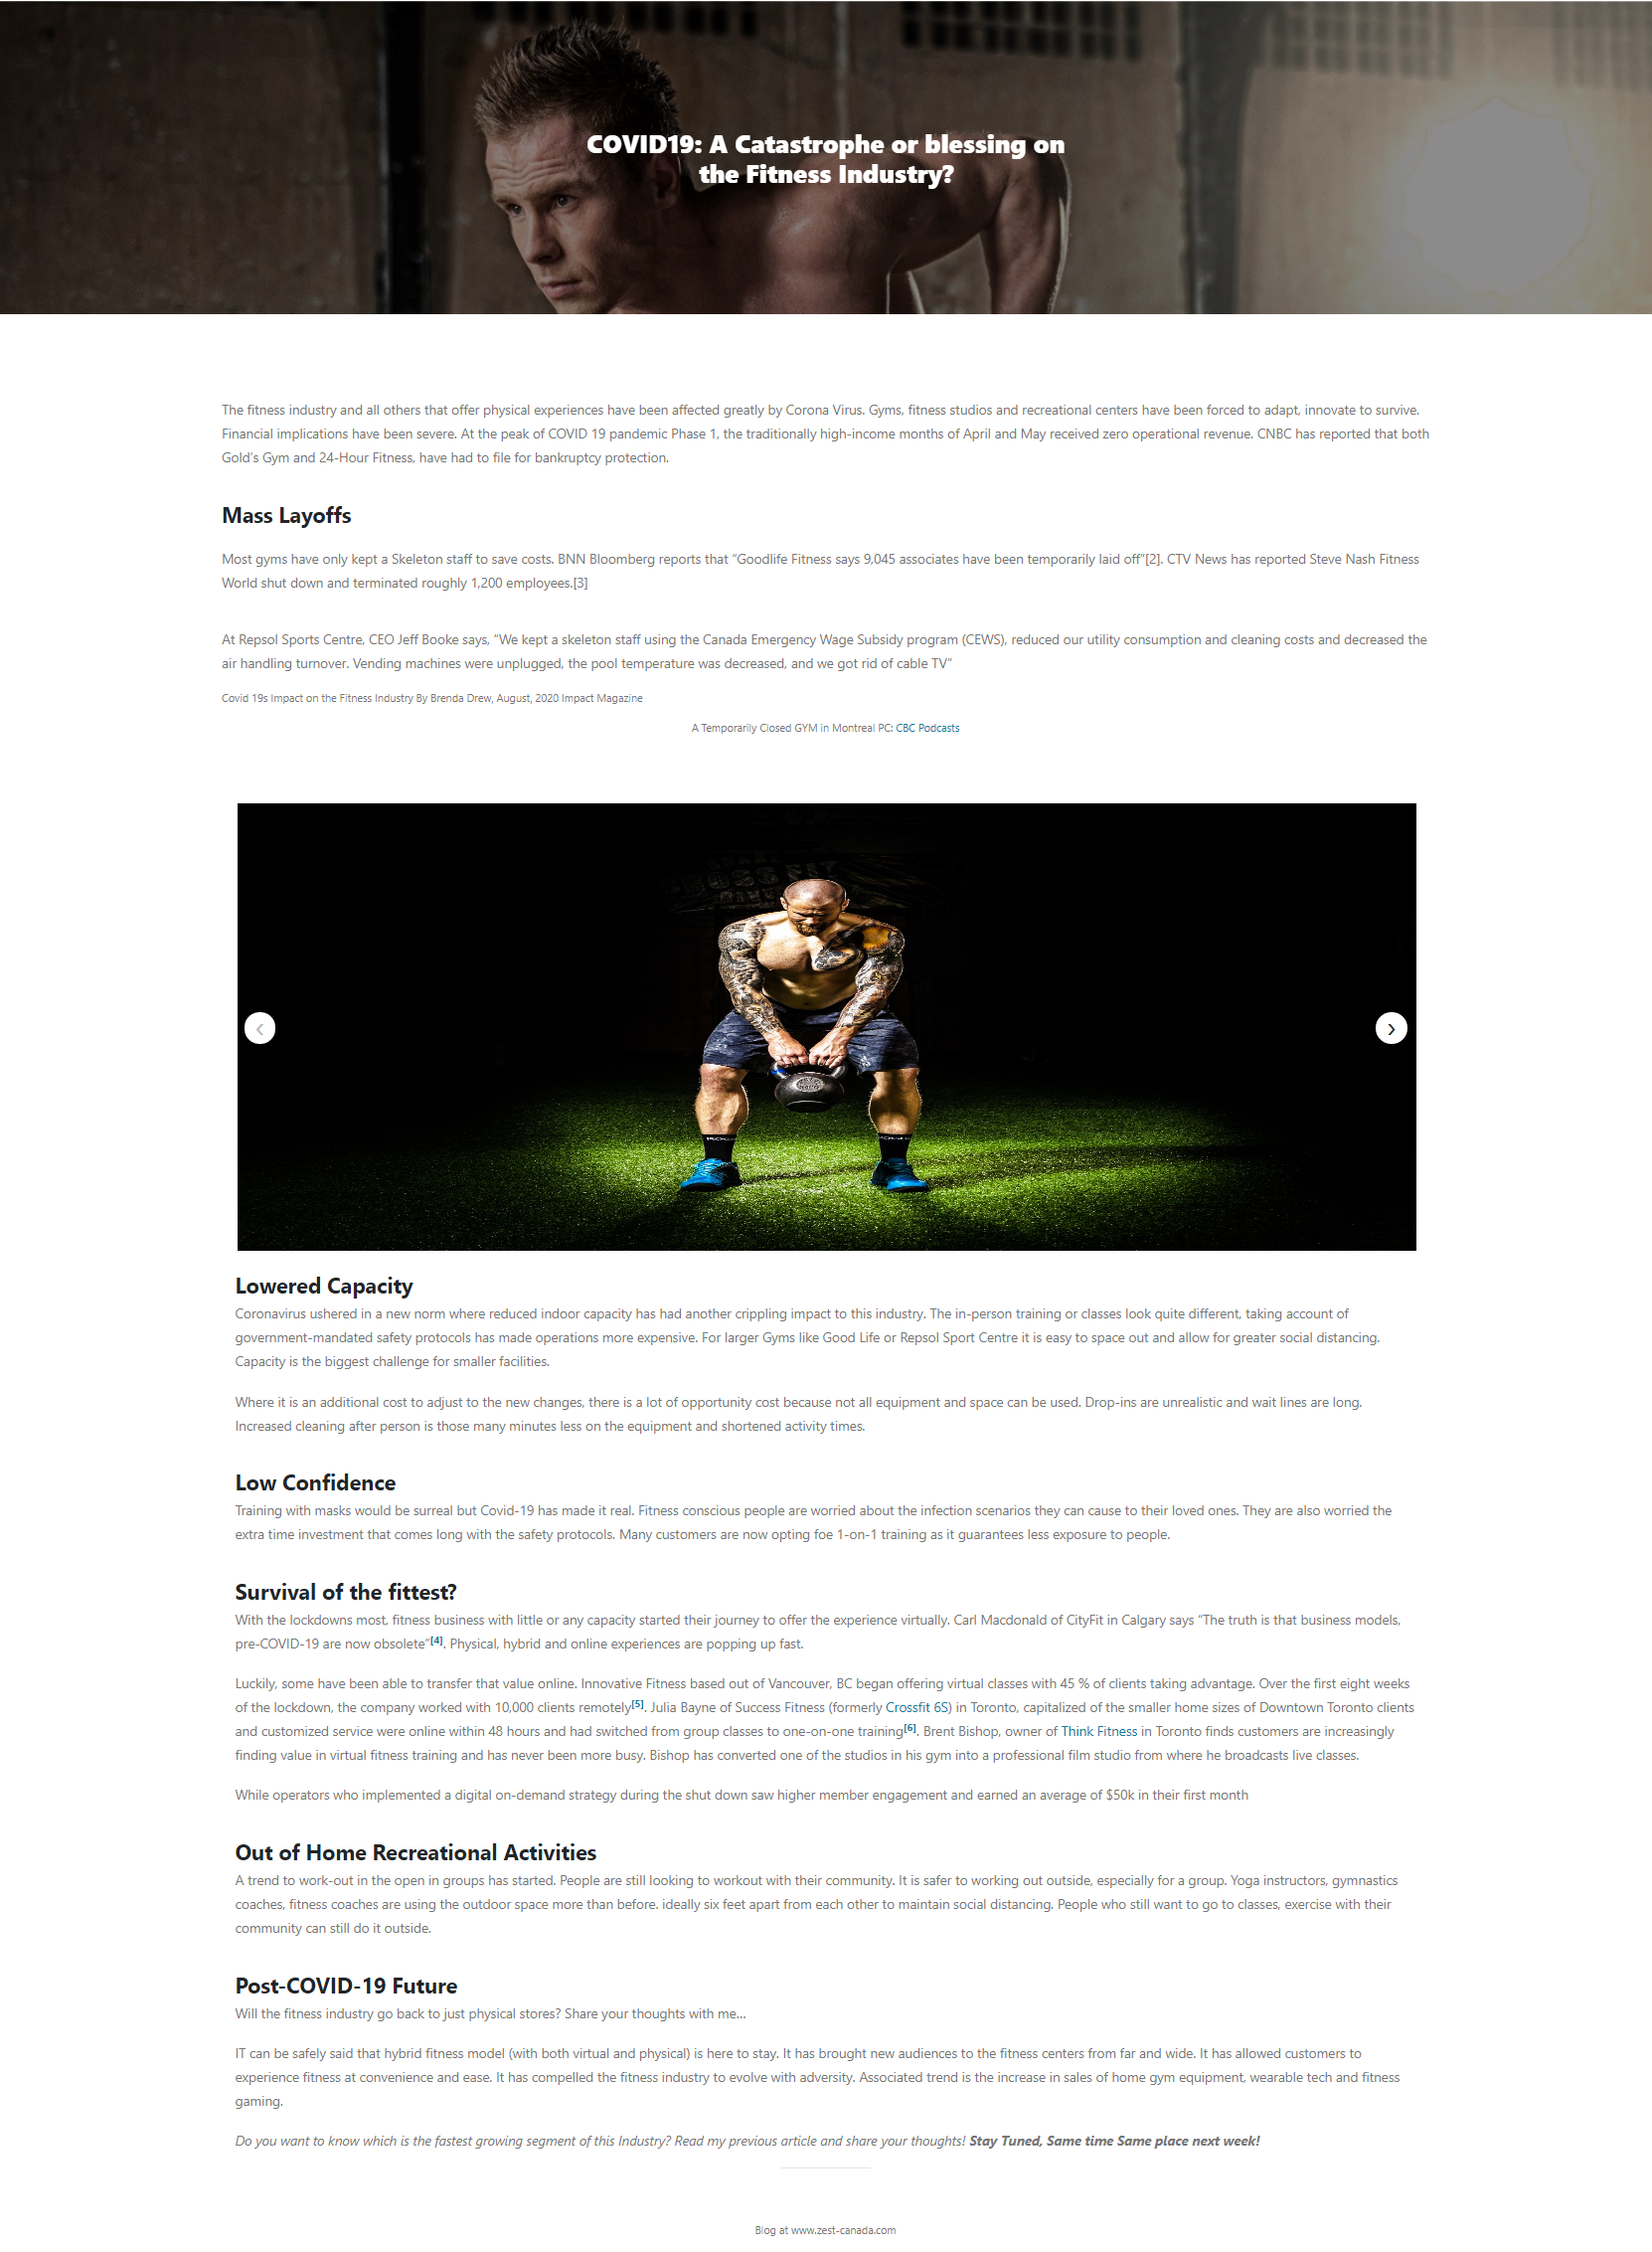 COVID19: A Catastrophe or blessing on
the Fitness Industry?
The fitness industry and all others that offer physical experiences have been affected greatly by Corona Virus. Gyms, fitness studios and recreational centers have been forced to adapt, innovate to survive.
Financial implications have been severe. At the peak of COVID 19 pandemic Phase 1, the traditionally high-income months of April and May received zero operational revenue. CNBC has reported that both
Gold's Gym and 24-Hour Fitness, have had to file for bankruptcy protection.
Mass Layoffs
Most gyms have only kept a Skeleton staff to save costs. BNN Bloomberg reports that “Goodlife Fitness says 9,045 associates have been temporarily laid off”[2]. CTV News has reported Steve Nash Fitness
World shut down and terminated roughly 1,200 employees.[3]
At Repsol Sports Centre, CEO Jeff Booke says, “We kept a skeleton staff using the Canada Emergency Wage Subsidy program (CEWS), reduced our utility consumption and cleaning costs and decreased the
air handling turnover. Vending machines were unplugged, the pool temperature was decreased, and we got rid of cable TV”
Covid 19s Impact on the Fitness Industry By Brenda Drew, August, 2020 Impact Magazine
A Temporarily Closed GYM in Montreal PC: CBC Podcasts
CROSSFIT
Lowered Capacity
Coronavirus ushered in a new norm where reduced indoor capacity has had another crippling impact to this industry. The in-person training or classes look quite different, taking account of
government-mandated safety protocols has made operations more expensive. For larger Gyms like Good Life or Repsol Sport Centre it is easy to space out and allow for greater social distancing.
Capacity is the biggest challenge for smaller facilities.
Where it is an additional cost to adjust to the new changes, there is a lot of opportunity cost because not all equipment and space can be used. Drop-ins are unrealistic and wait lines are long.
Increased cleaning after person is those many minutes less on the equipment and shortened activity times.
Low Confidence
Training with masks would be surreal but Covid-19 has made it real. Fitness conscious people are worried about the infection scenarios they can cause to their loved ones. They are also worried the
extra time investment that comes long with the safety protocols. Many customers are now opting foe 1-on-1 training as it guarantees less exposure to people.
Survival of the fittest?
With the lockdowns most, fitness business with little or any capacity started their journey to offer the experience virtually. Carl Macdonald of CityFit in Calgary says “The truth is that business models,
pre-COVID-19 are now obsolete”[4]. Physical, hybrid and online experiences are popping up fast.
Luckily, some have been able to transfer that value online. Innovative Fitness based out of Vancouver, BC began offering virtual classes with 45 % of clients taking advantage. Over the first eight weeks
of the lockdown, the company worked with 10,000 clients remotely[5]. Julia Bayne of Success Fitness (formerly Crossfit 6S) in Toronto, capitalized of the smaller home sizes of Downtown Toronto clients
and customized service were online within 48 hours and had switched from group classes to one-on-one training[6]. Brent Bishop, owner of Think Fitness in Toronto finds customers are increasingly
finding value in virtual fitness training and has never been more busy. Bishop has converted one of the studios in his gym into a professional film studio from where he broadcasts live classes.
While operators who implemented a digital on-demand strategy during the shut down saw higher member engagement and earned an average of $50k in their first month
Out of Home Recreational Activities
A trend to work-out in the open in groups has started. People are still looking to workout with their community. It is safer to working out outside, especially for a group. Yoga instructors, gymnastics
coaches, fitness coaches are using the outdoor space more than before. ideally six feet apart from each other to maintain social distancing. People who still want to go to classes, exercise with their
community can still do it outside.
Post-COVID-19 Future
Will the fitness industry go back to just physical stores? Share your thoughts with me...
IT can be safely said that hybrid fitness model (with both virtual and physical) is here to stay. It has brought new audiences to the fitness centers from far and wide. It has allowed customers to
experience fitness at convenience and ease. It has compelled the fitness industry to evolve with adversity. Associated trend is the increase in sales of home gym equipment, wearable tech and fitness
gaming.
Do you want to know which is the fastest growing segment of this Industry? Read my previous article and share your thoughts! Stay Tuned, Same time Same place next week!
Blog at www.zest-canada.com